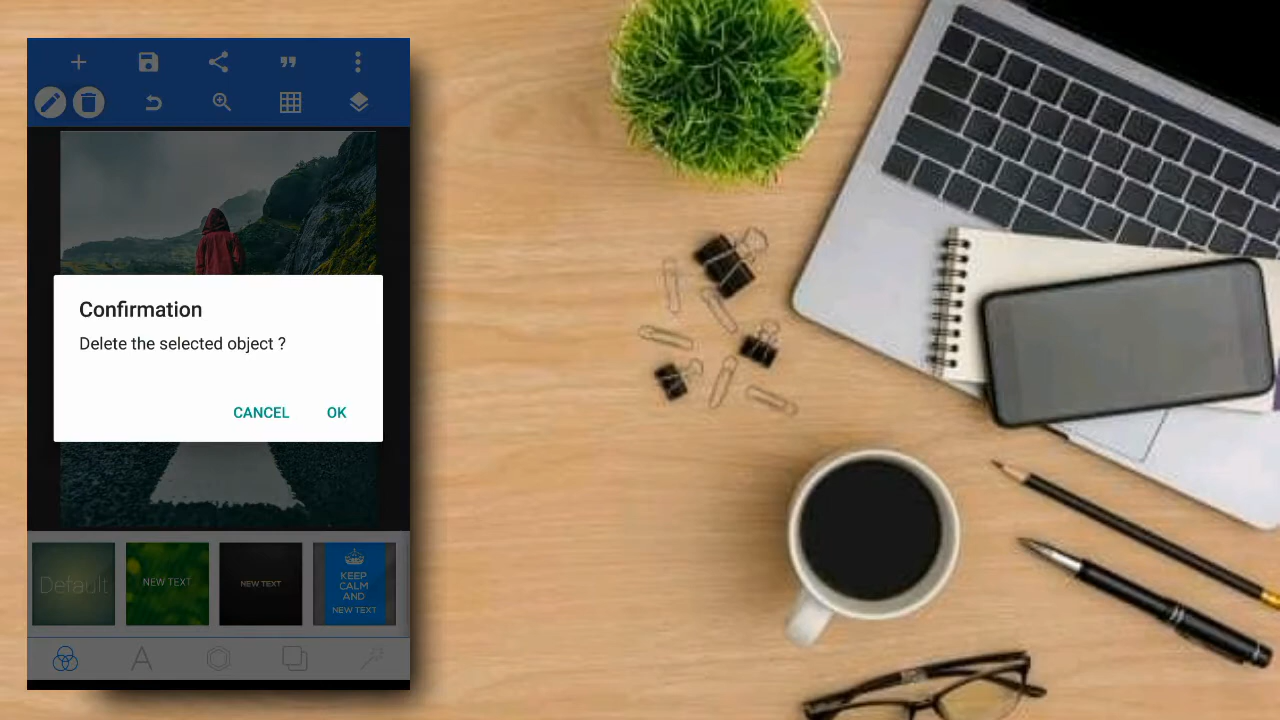 Confirmation
Delete the selected object ?
CANCEL
OK
Default
NEW TEXT
NEW TEXT
KEEP
CALM
AND
NEW TEXT